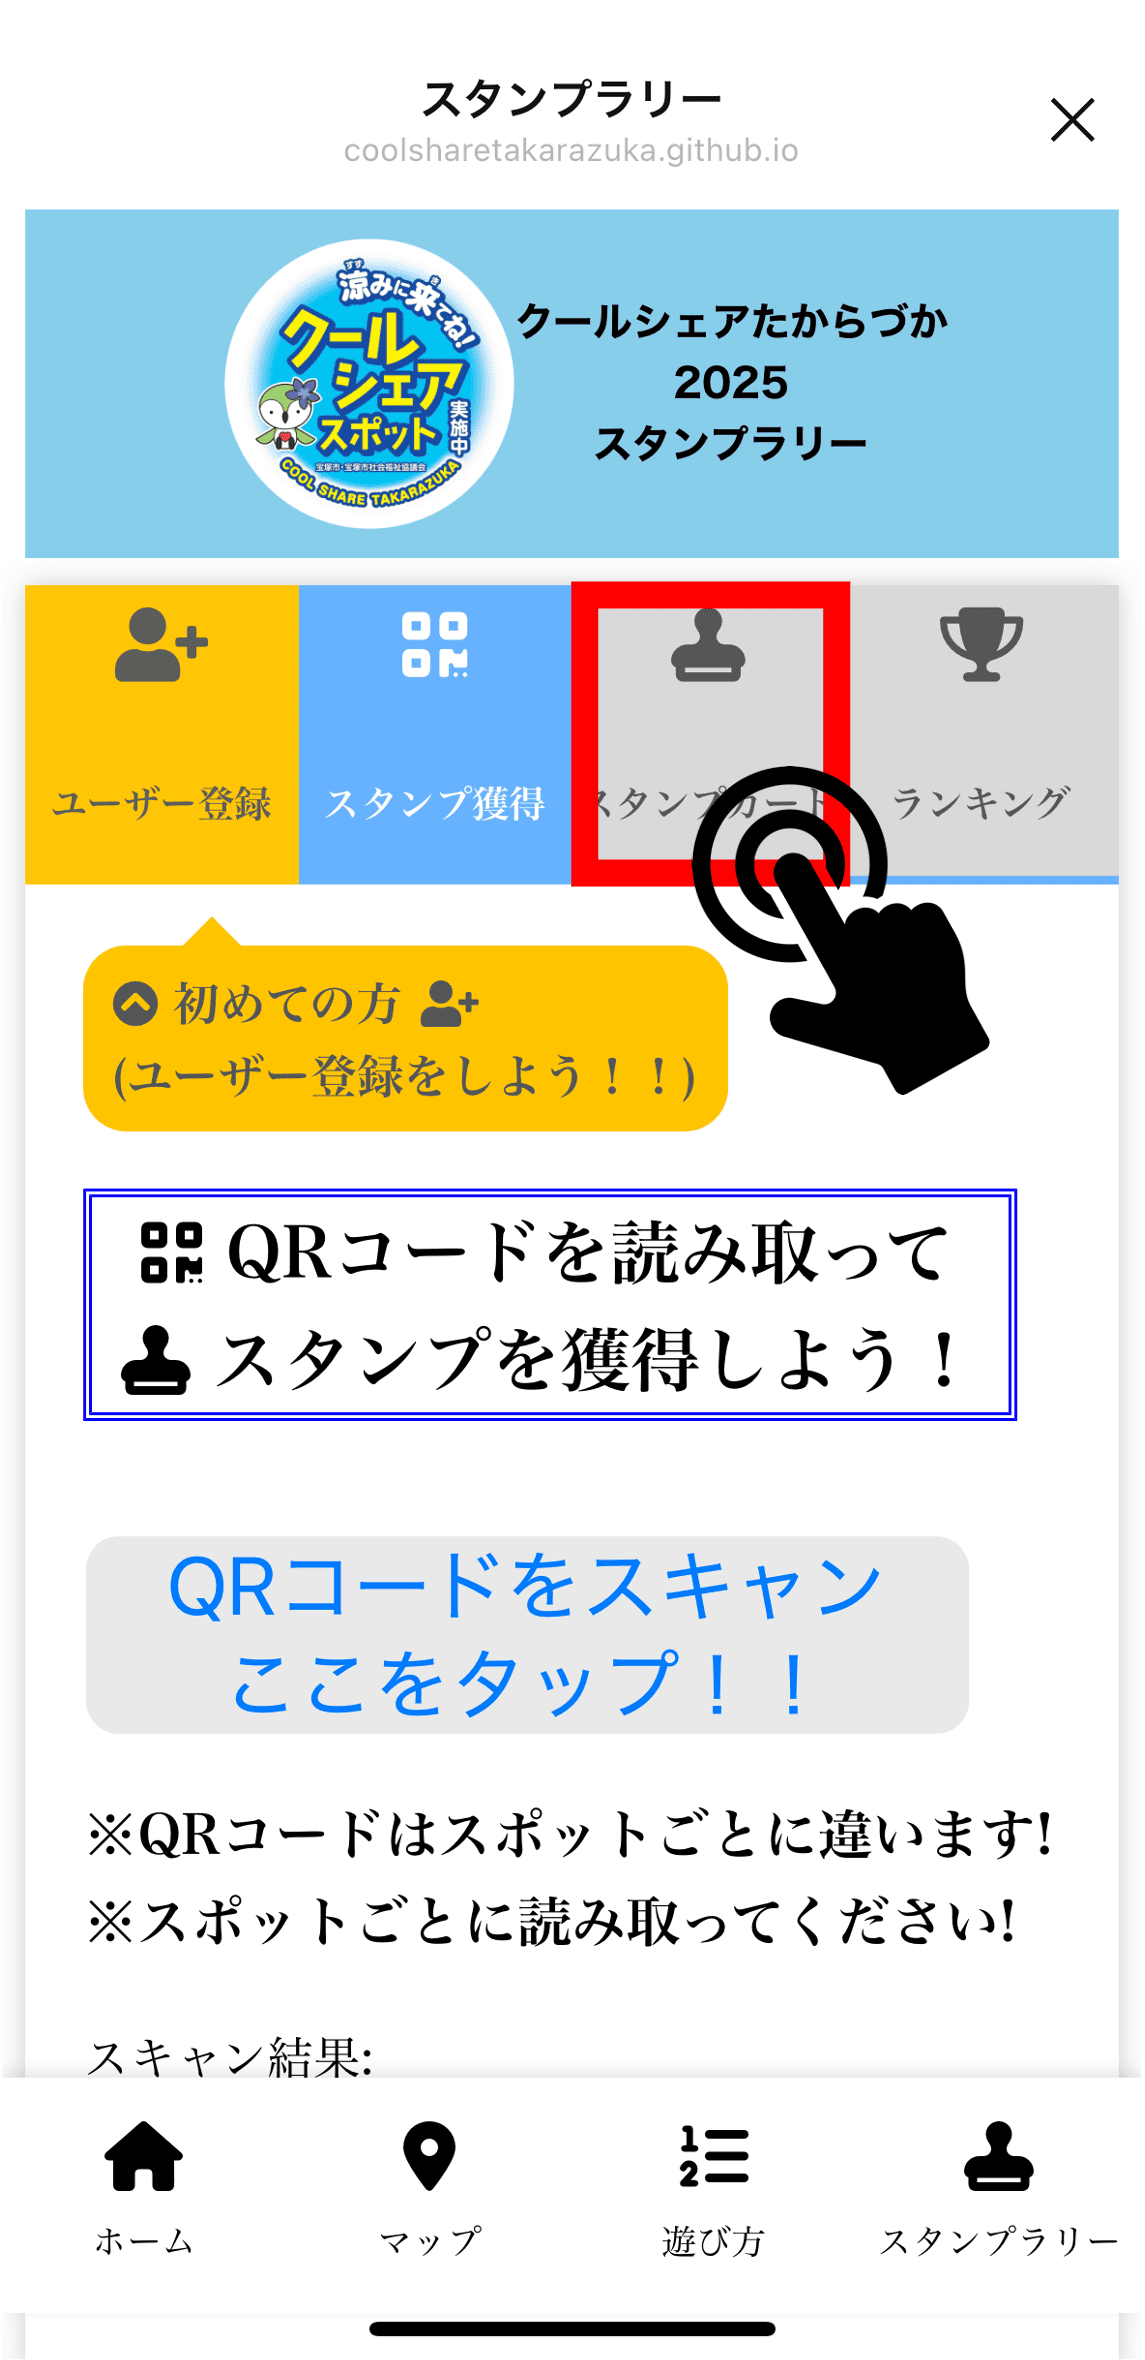 スタンプラリー
coolsharetakarazuka.github.io
涼みに来てね!
すず
き
クール
シェア
スポット
実施中
宝塚市・宝塚市社会福祉協議会
COOL SHARE TAKARAZUKA
クールシェアたからづか
2025
スタンプラリー
ユーザー登録
スタンプ獲得
スタンプカード
ランキング
初めての方
(ユーザー登録をしよう！！)
QRコードを読み取って
スタンプを獲得しよう！
QRコードをスキャン
ここをタップ！！
※QRコードはスポットごとに違います!
※スポットごとに読み取ってください!
スキャン結果:
1
2
ホーム
マップ
遊び方
スタンプラリー